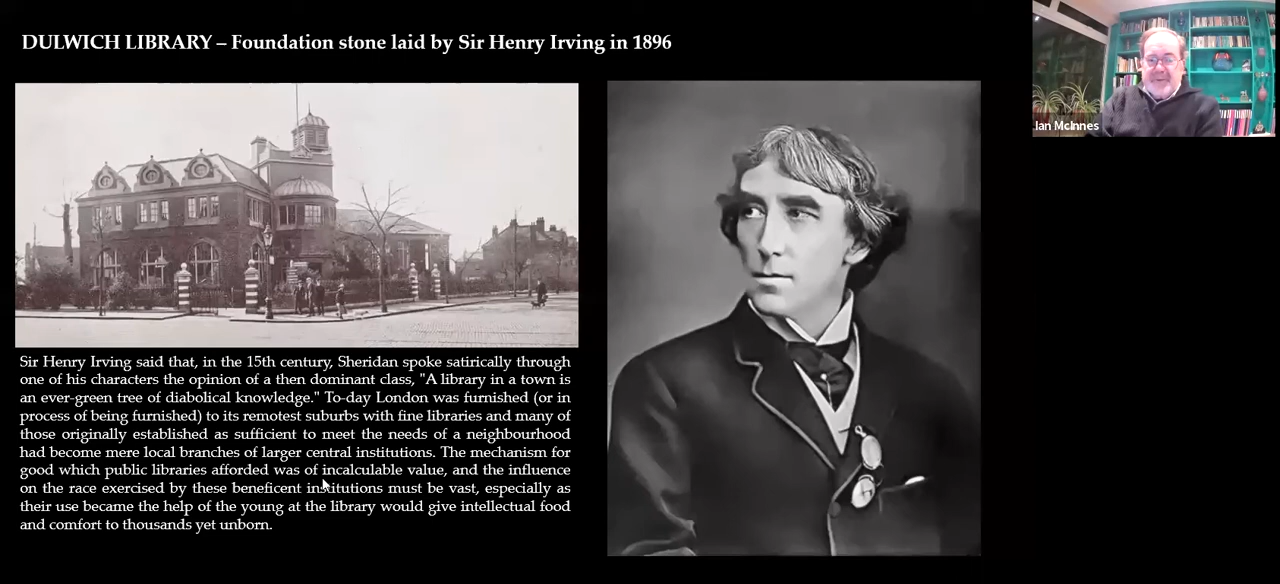 DULWICH LIBRARY – Foundation stone laid by Sir Henry Irving in 1896
Ian McInnes
Sir Henry Irving said that, in the 15th century, Sheridan spoke satirically through
one of his characters the opinion of a then dominant class, "A library in a town is
an ever-green tree of diabolical knowledge." To-day London was furnished (or in
process of being furnished) to its remotest suburbs with fine libraries and many of
those originally established as sufficient to meet the needs of a neighbourhood
had become mere local branches of larger central institutions. The mechanism for
good which public libraries afforded was of incalculable value, and the influence
on the race exercised by these beneficent institutions must be vast, especially as
their use became the help of the young at the library would give intellectual food
and comfort to thousands yet unborn.